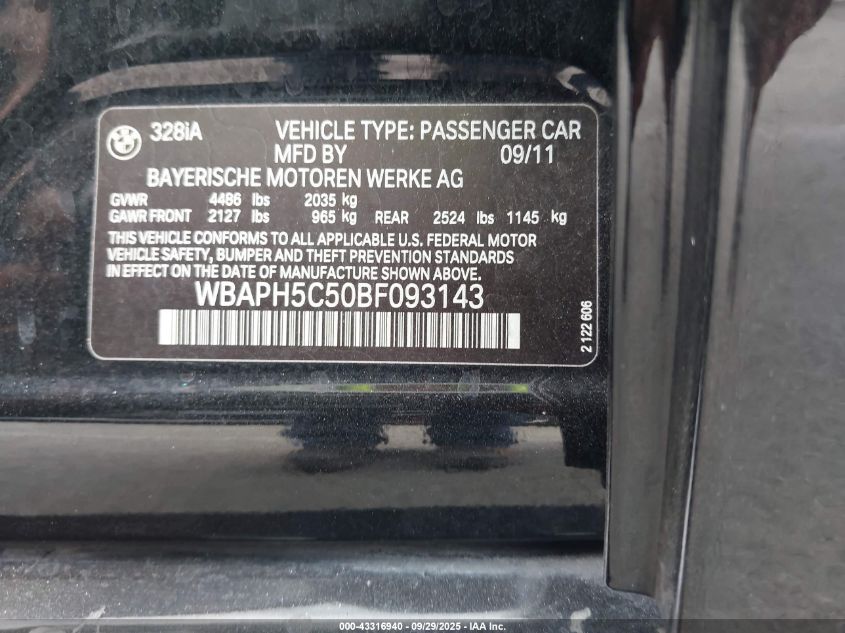 BMW
328iA VEHICLE TYPE: PASSENGER CAR
MFD BY 09/11
BAYERISCHE MOTOREN WERKE AG
GVWR 4486 lbs 2035 kg
GAWR FRONT 2127 lbs 965 kg REAR 2524 lbs 1145 kg
THIS VEHICLE CONFORMS TO ALL APPLICABLE U.S. FEDERAL MOTOR
VEHICLE SAFETY, BUMPER AND THEFT PREVENTION STANDARDS
IN EFFECT ON THE DATE OF MANUFACTURE SHOWN ABOVE.
WBAPH5C50BF093143
2 122 606
000-43316940 - 09/29/2025 - IAA Inc.